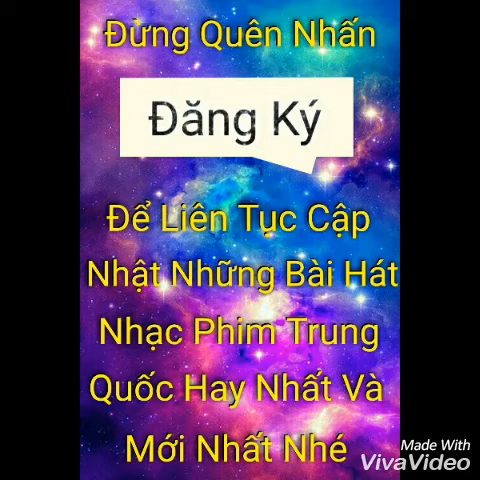 Đừng Quên Nhấn
Đăng Ký
Để Liên Tục Cập
Nhật Những Bài Hát
Nhạc Phim Trung
Quốc Hay Nhất Và
Mới Nhất Nhé
Made With
VivaVideo